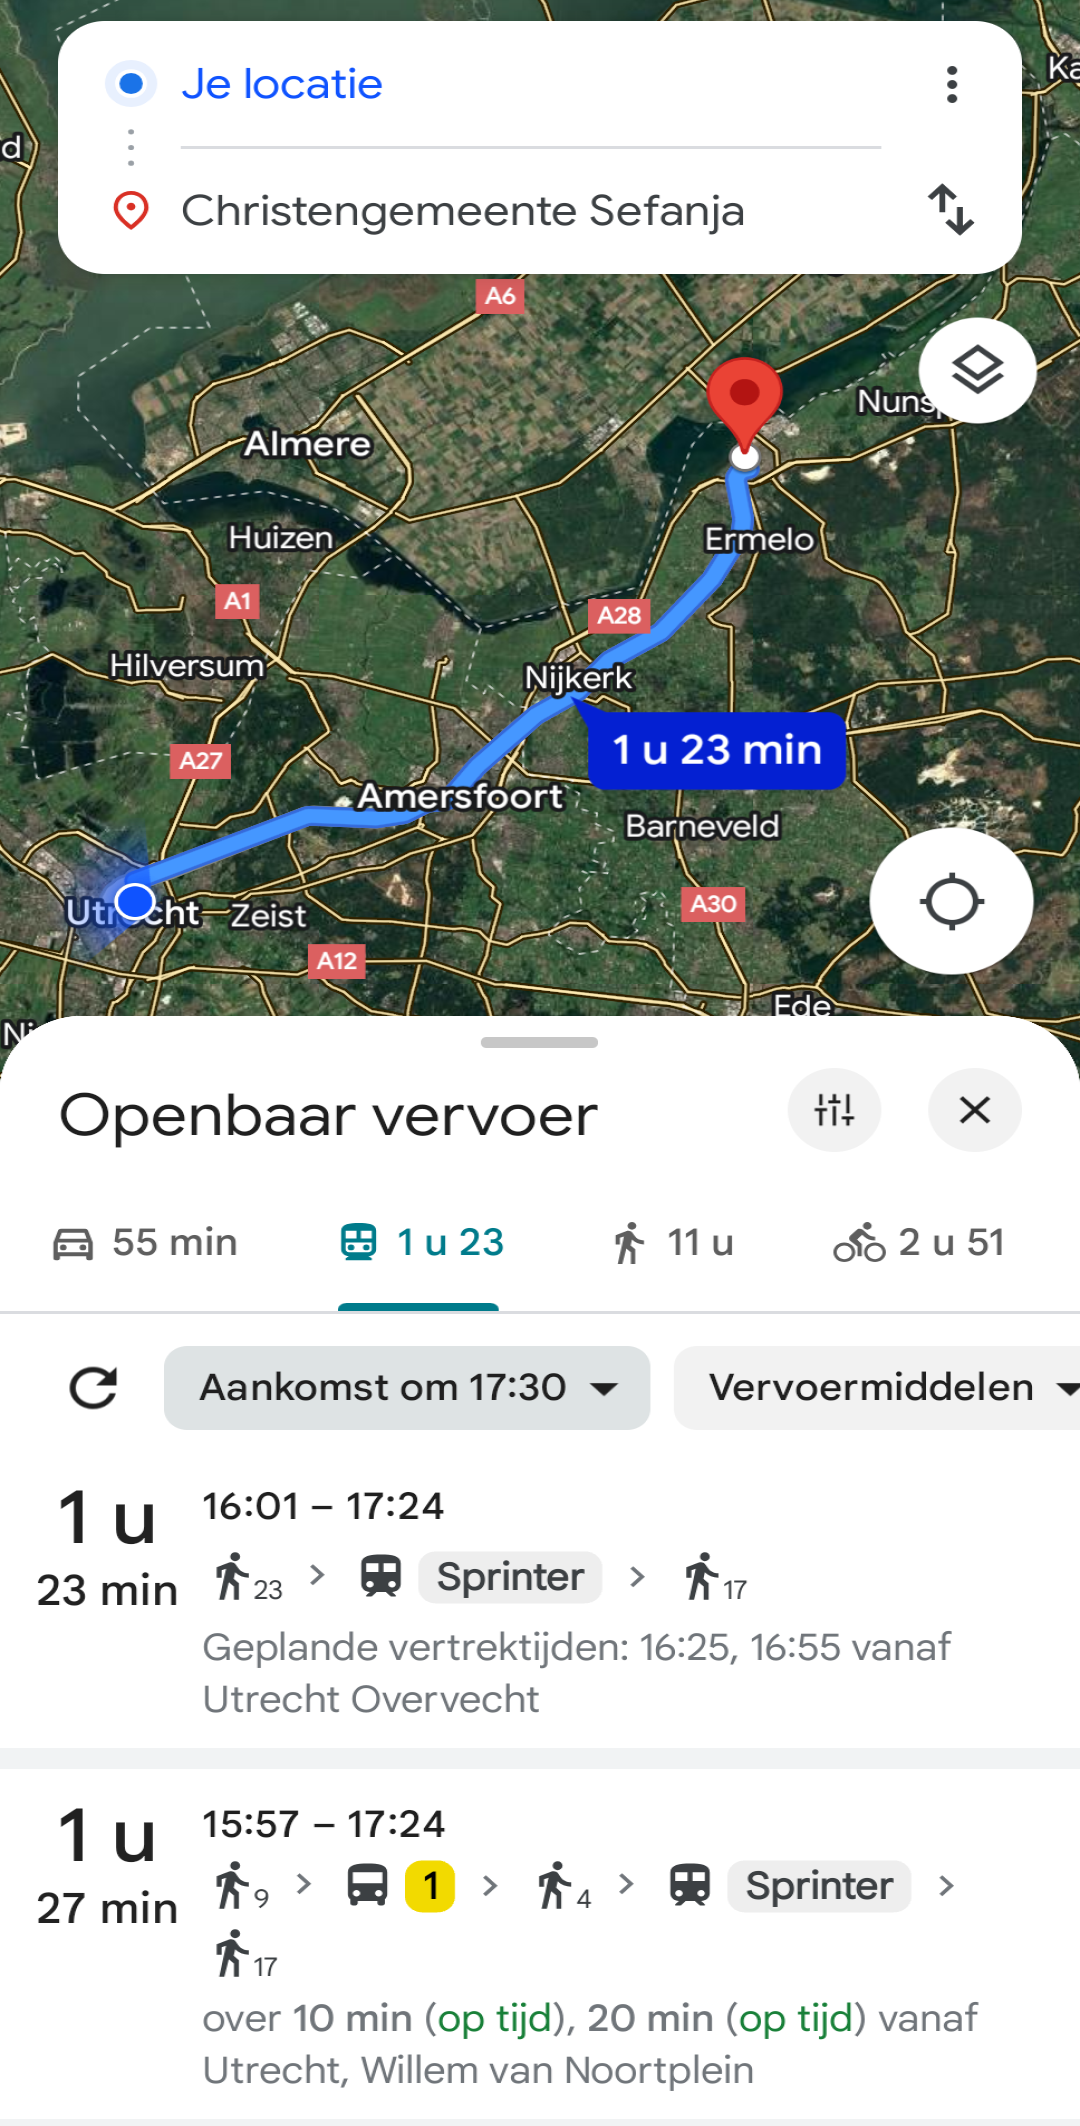 Je locatie
Christengemeente Sefanja
A6
Almere
Huizen
Ermelo
A1
A28
Hilversum
Nijkerk
1 u 23 min
A27
Amersfoort
Barneveld
Utrecht
Zeist
A30
A12
Ede
Openbaar vervoer
55 min
1 u 23
11 u
2 u 51
Aankomst om 17:30
Vervoermiddelen
1 u
23 min
16:01 – 17:24
23 > Sprinter > 17
Geplande vertrektijden: 16:25, 16:55 vanaf
Utrecht Overvecht
1 u
27 min
15:57 – 17:24
9 > 1 > 4 > Sprinter >
17
over 10 min (op tijd), 20 min (op tijd) vanaf
Utrecht, Willem van Noortplein